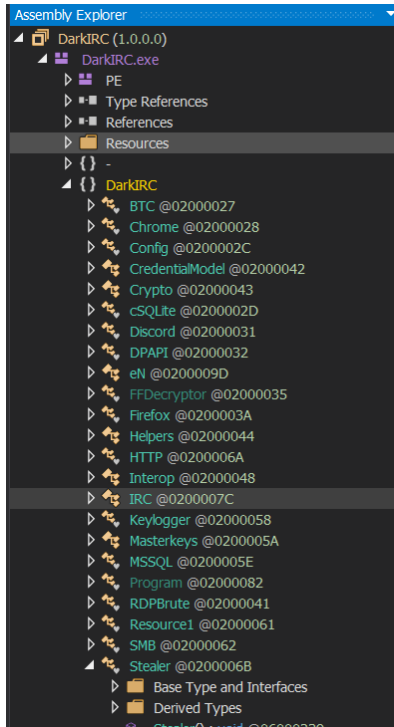 Assembly Explorer
DarkIRC (1.0.0.0)
DarkIRC.exe
PE
Type References
References
Resources
{ } -
{ } DarkIRC
BTC @02000027
Chrome @02000028
Config @0200002C
CredentialModel @02000042
Crypto @02000043
cSQLite @0200002D
Discord @02000031
DPAPI @02000032
eN @0200009D
FFDecryptor @02000035
Firefox @0200003A
Helpers @02000044
HTTP @0200006A
Interop @02000048
IRC @0200007C
Keylogger @02000058
Masterkeys @0200005A
MSSQL @0200005E
Program @02000082
RDPBrute @02000041
Resource1 @02000061
SMB @02000062
Stealer @0200006B
Base Type and Interfaces
Derived Types